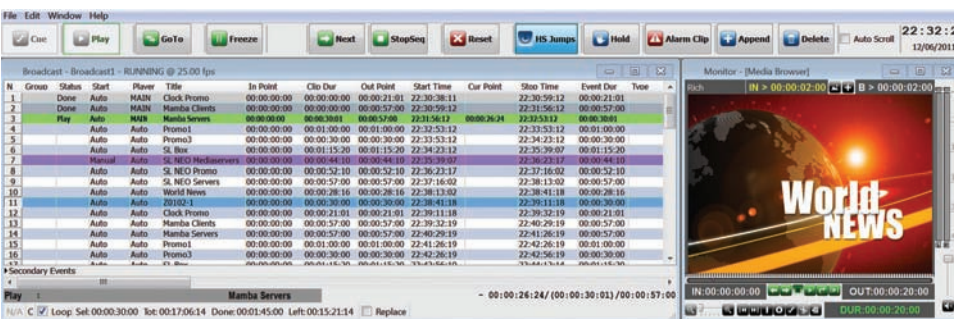 File Edit Window Help
Cue Play GoTo Freeze Next StopSeq Reset HS Jumps Hold Alarm Clip Append Delete Auto Scroll 22:32:2
12/06/2011
Broadcast - Broadcast1 - RUNNING @ 25.00 fps
N Group Status Start Player Title In Point Clip Dur Out Point Start Time Cur Point Stop Time Event Dur Type
1 Done Auto MAIN Clock Promo 00:00:00:00 00:00:00:00 00:00:21:01 22:30:38:11 22:30:59:12 00:00:21:01
2 Done Auto MAIN Mamba Clients 00:00:00:00 00:00:00:00 00:00:57:00 22:30:59:12 22:31:56:12 00:00:57:00
3 Play Auto MAIN Mamba Servers 00:00:00:00 00:00:30:01 00:00:57:00 22:31:56:12 00:00:26:24 22:32:53:12 00:00:30:01
4 Auto Auto Promo1 00:00:00:00 00:01:00:00 00:01:00:00 22:32:53:12 22:33:53:12 00:01:00:00
5 Auto Auto Promo3 00:00:00:00 00:00:30:00 00:00:30:00 22:33:53:12 22:34:23:12 00:00:30:00
6 Auto Auto SL Box 00:00:00:00 00:01:15:20 00:01:15:20 22:34:23:12 22:35:39:07 00:01:15:20
7 Manual Auto SL NEO Mediaservers 00:00:00:00 00:00:44:10 00:00:44:10 22:35:39:07 22:36:23:17 00:00:44:10
8 Auto Auto SL NEO Promo 00:00:00:00 00:00:52:10 00:00:52:10 22:36:23:17 22:37:16:02 00:00:52:10
9 Auto Auto SL NEO Servers 00:00:00:00 00:00:57:00 00:00:57:00 22:37:16:02 22:38:13:02 00:00:57:00
10 Auto Auto World News 00:00:00:00 00:00:28:16 00:00:28:16 22:38:13:02 22:38:41:18 00:00:28:16
11 Auto Auto Z0102-1 00:00:00:00 00:00:30:00 00:00:30:00 22:38:41:18 22:39:11:18 00:00:30:00
12 Auto Auto Clock Promo 00:00:00:00 00:00:21:01 00:00:21:01 22:39:11:18 22:39:32:19 00:00:21:01
13 Auto Auto Mamba Clients 00:00:00:00 00:00:57:00 00:00:57:00 22:39:32:19 22:40:29:19 00:00:57:00
14 Auto Auto Mamba Servers 00:00:00:00 00:00:57:00 00:00:57:00 22:40:29:19 22:41:26:19 00:00:57:00
15 Auto Auto Promo1 00:00:00:00 00:01:00:00 00:01:00:00 22:41:26:19 22:42:26:19 00:01:00:00
16 Auto Auto Promo3 00:00:00:00 00:00:30:00 00:00:30:00 22:42:26:19 22:42:56:19 00:00:30:00
Secondary Events
Play : Mamba Servers - 00:00:26:24/(00:00:30:01)/00:00:57:00
N/A C Loop Sel:00:00:30:00 Tot:00:17:06:14 Done:00:01:45:00 Left:00:15:21:14 Replace
Monitor - [Media Browser]
Rich IN > 00:00:02:00 B > 00:00:02:00
World
NEWS
IN:00:00:00:00 OUT:00:00:20:00
DUR:00:00:20:00